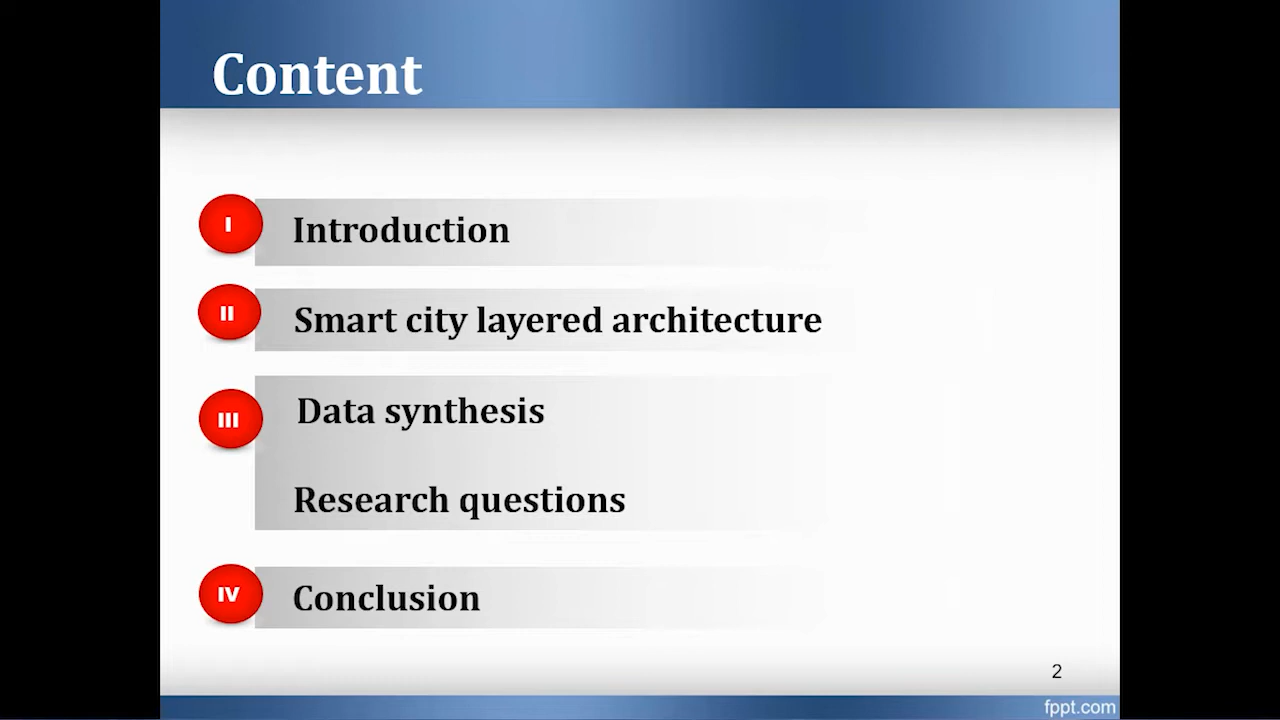 Content
I Introduction
II Smart city layered architecture
III Data synthesis
Research questions
IV Conclusion
2
fppt.com